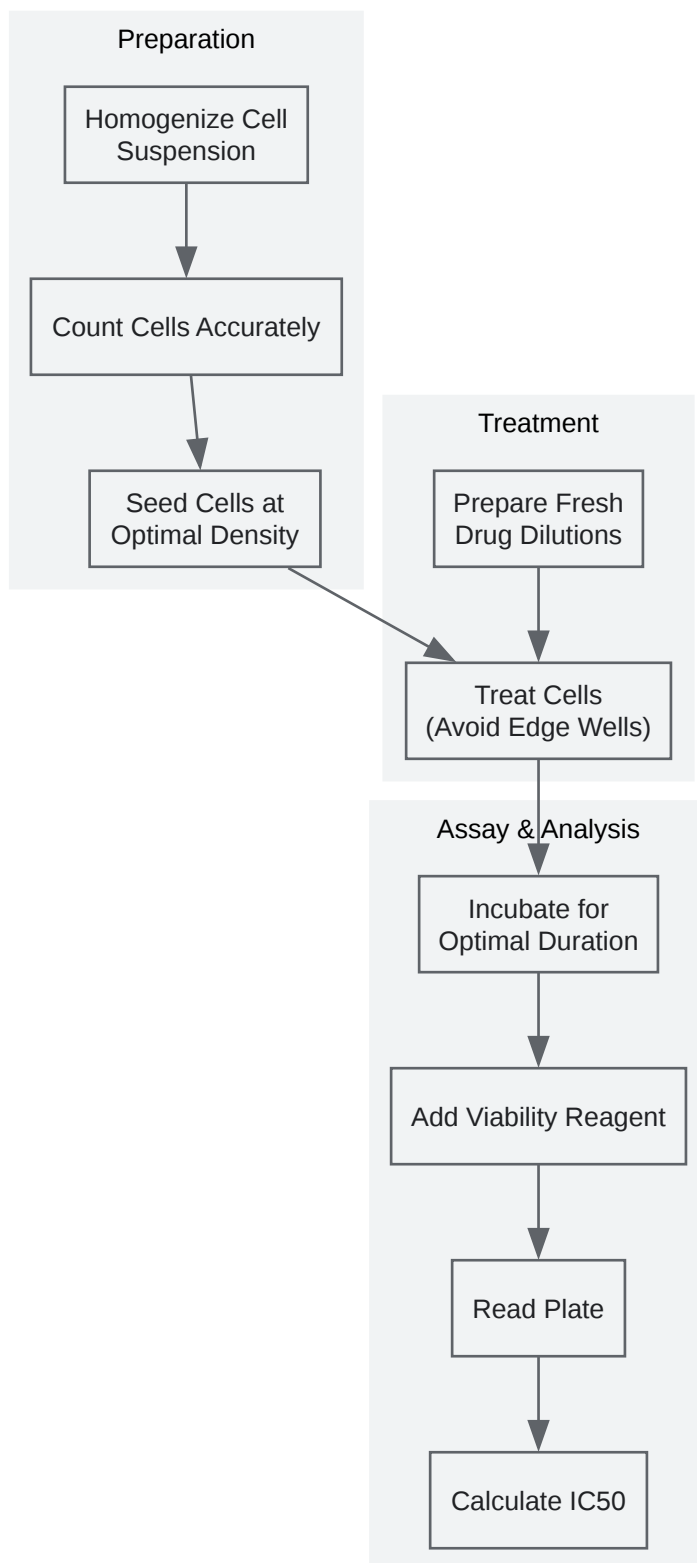 Preparation
Homogenize Cell
Suspension
Count Cells Accurately
Seed Cells at
Optimal Density
Treatment
Prepare Fresh
Drug Dilutions
Treat Cells
(Avoid Edge Wells)
Assay & Analysis
Incubate for
Optimal Duration
Add Viability Reagent
Read Plate
Calculate IC50